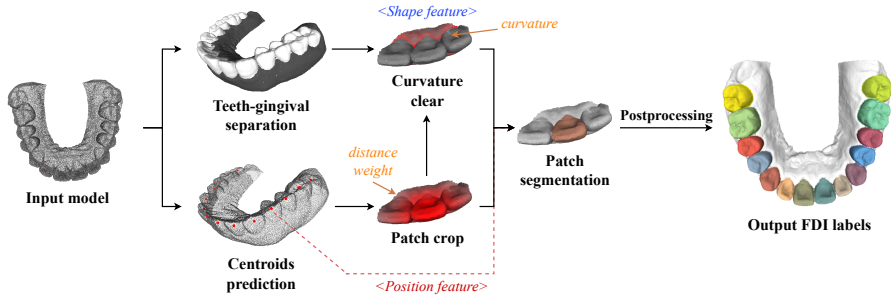 <Shape feature>
curvature
Teeth-gingival
separation
Curvature
clear
Input model
distance
weight
Patch
segmentation
Postprocessing
Output FDI labels
Centroids
prediction
Patch crop
<Position feature>